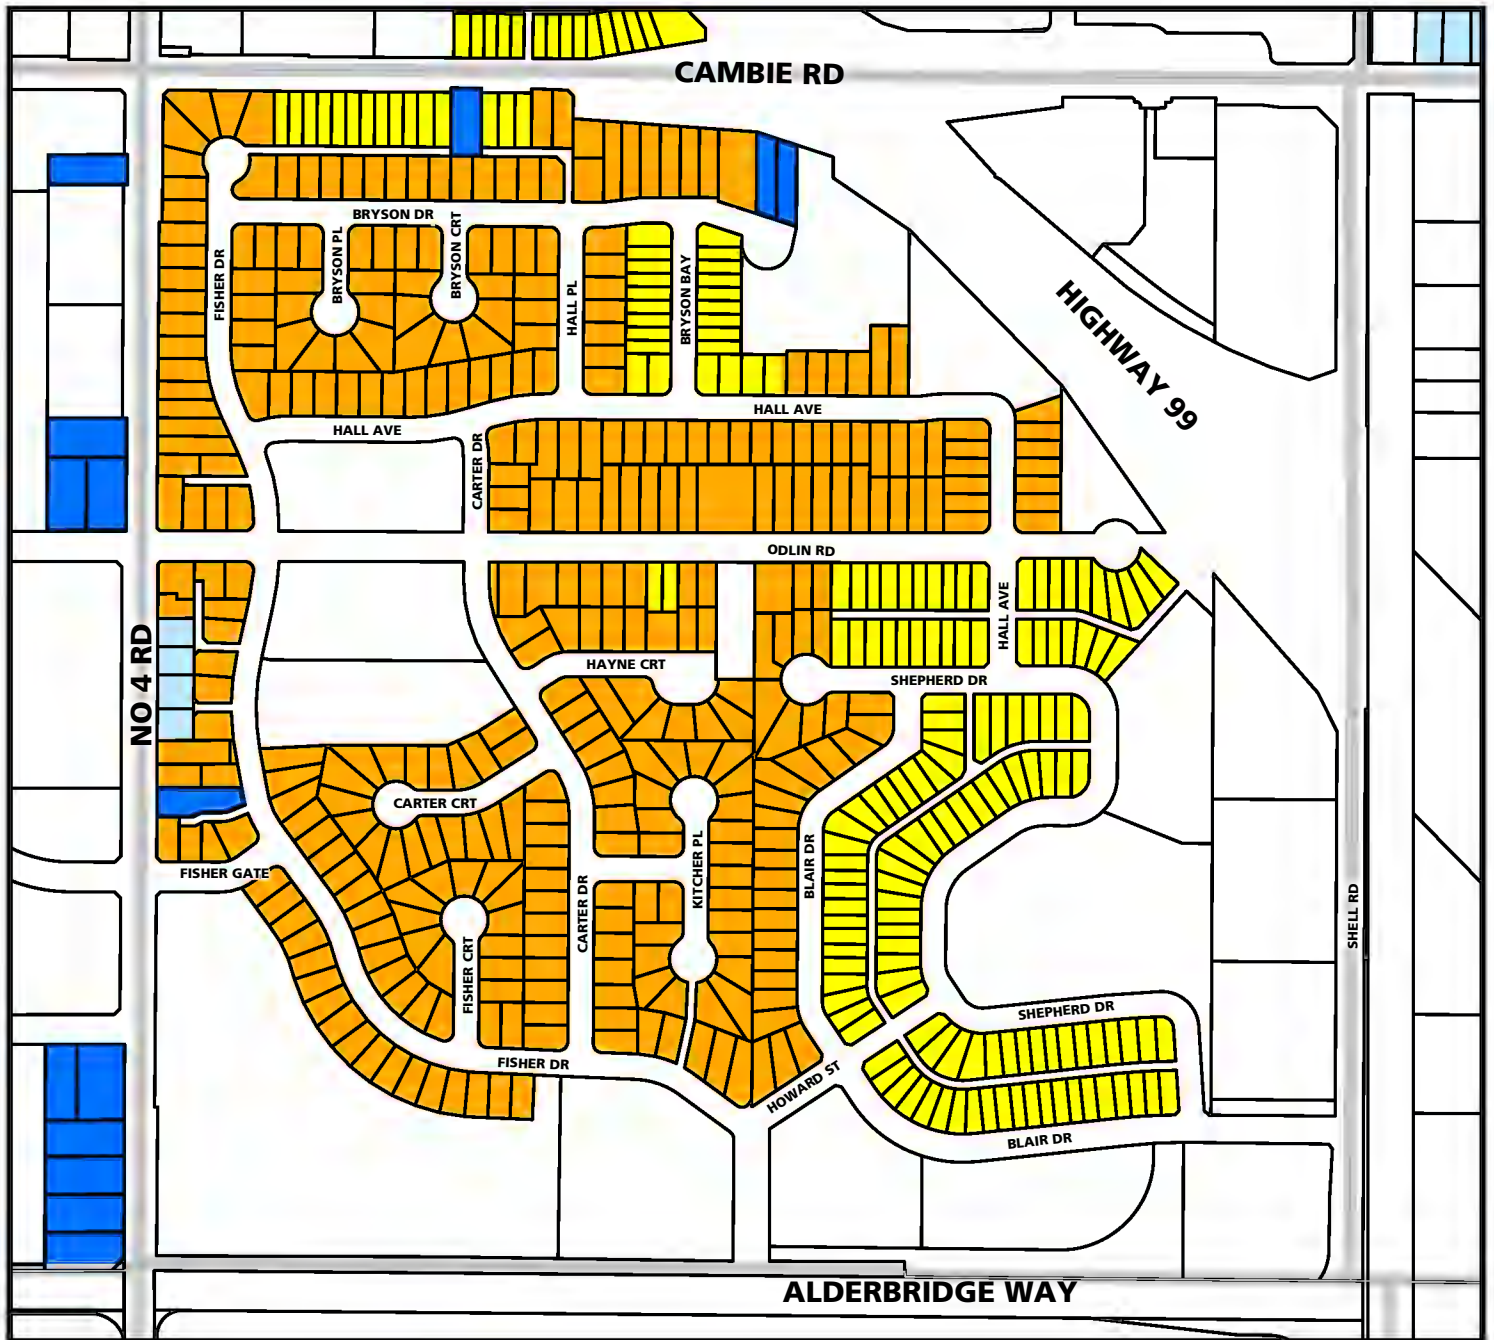 CAMBIE RD
BRYSON DR
BRYSON PL
BRYSON CRT
FISHER DR
HALL PL
BRYSON BAY
HIGHWAY 99
HALL AVE
HALL AVE
CARTER DR
ODLIN RD
HALL AVE
NO 4 RD
HAYNE CRT
SHEPHERD DR
CARTER CRT
KITCHER PL
BLAIR DR
FISHER GATE
CARTER DR
SHELL RD
FISHER CRT
SHEPHERD DR
FISHER DR
HOWARD ST
BLAIR DR
ALDERBRIDGE WAY